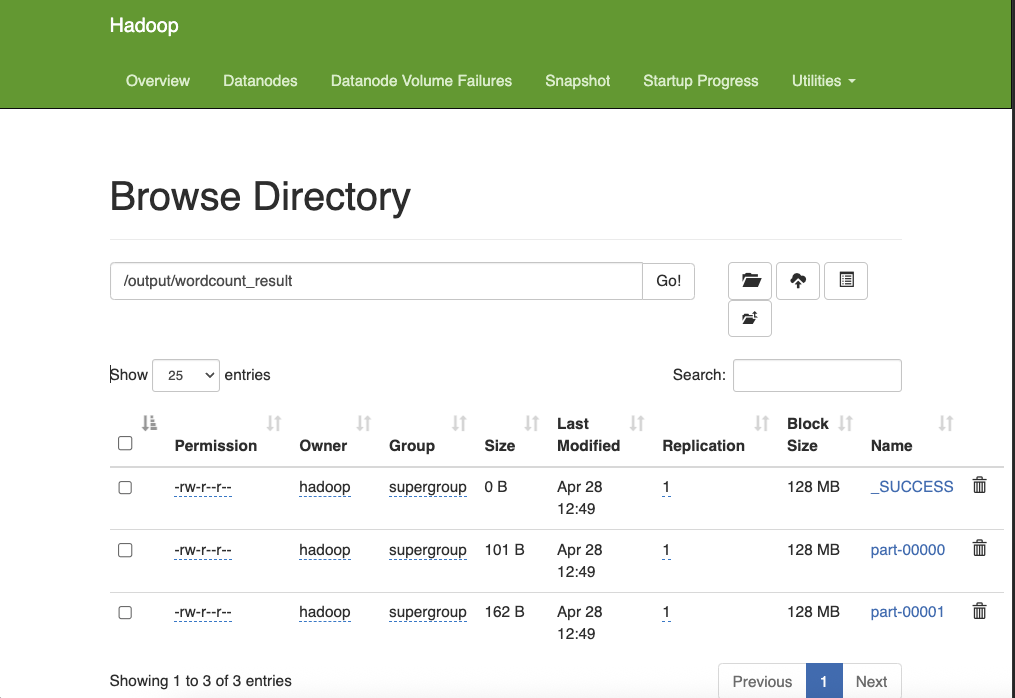 Hadoop
Overview Datanodes Datanode Volume Failures Snapshot Startup Progress Utilities
Browse Directory
/output/wordcount_result Go!
Show 25 entries Search:
Permission Owner Group Size Last Modified Replication Block Size Name
-rw-r--r-- hadoop supergroup 0 B Apr 28 12:49 1 128 MB _SUCCESS
-rw-r--r-- hadoop supergroup 101 B Apr 28 12:49 1 128 MB part-00000
-rw-r--r-- hadoop supergroup 162 B Apr 28 12:49 1 128 MB part-00001
Showing 1 to 3 of 3 entries Previous 1 Next